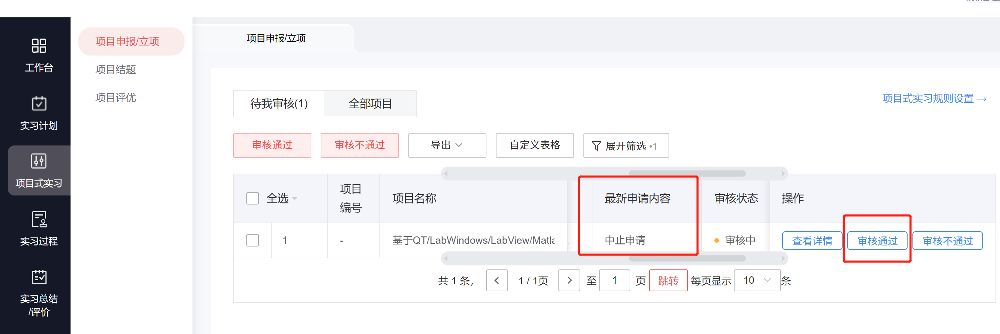 工作台
实习计划
项目式实习
实习过程
实习总结
/评价
项目申报/立项
项目结题
项目评优
项目申报/立项
待我审核(1)
全部项目
项目式实习规则设置→
审核通过
审核不通过
导出
自定义表格
展开筛选 •1
全选
项目
编号
项目名称
最新申请内容
审核状态
操作
1
-
基于QT/LabWindows/LabView/Matla
中止申请
审核中
查看详情
审核通过
审核不通过
共 1 条,
1 / 1页
至 1 页 跳转 每页显示 10 条